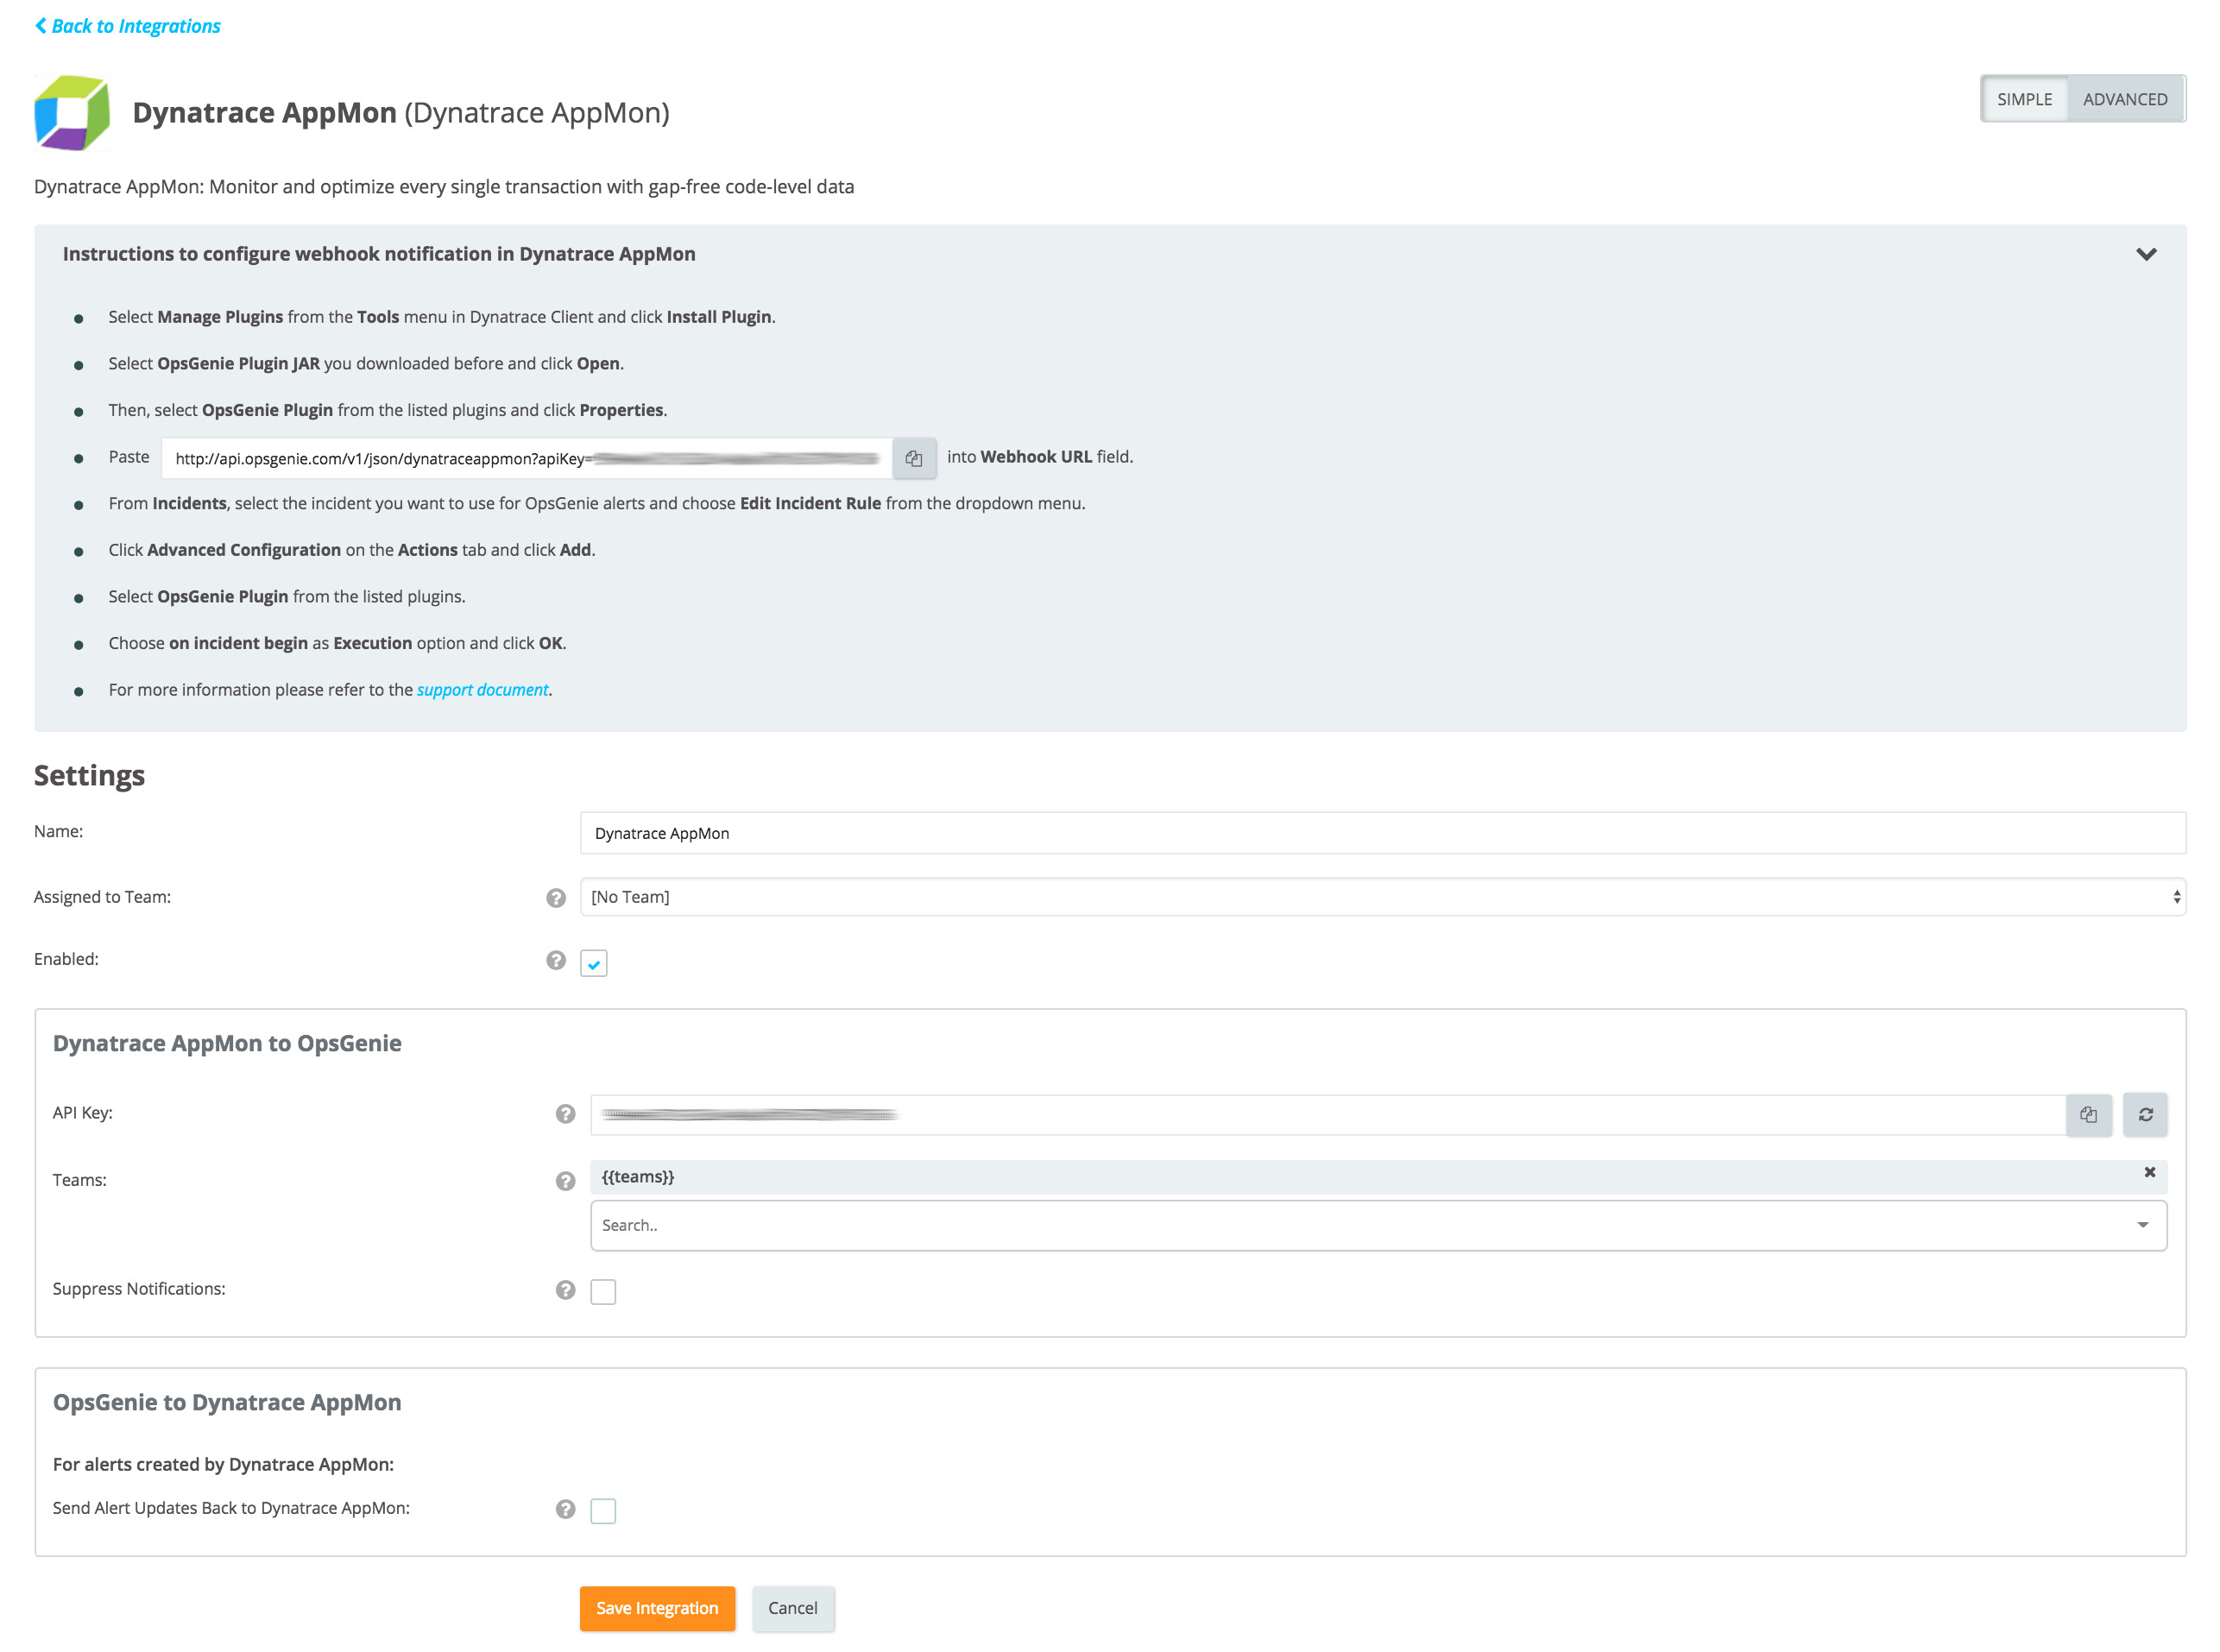 Back to Integrations
Dynatrace AppMon (Dynatrace AppMon)
SIMPLE ADVANCED
Dynatrace AppMon: Monitor and optimize every single transaction with gap-free code-level data
Instructions to configure webhook notification in Dynatrace AppMon
Select Manage Plugins from the Tools menu in Dynatrace Client and click Install Plugin.
Select OpsGenie Plugin JAR you downloaded before and click Open.
Then, select OpsGenie Plugin from the listed plugins and click Properties.
Paste http://api.opsgenie.com/v1/json/dynatraceappmon?apiKey= into Webhook URL field.
From Incidents, select the incident you want to use for OpsGenie alerts and choose Edit Incident Rule from the dropdown menu.
Click Advanced Configuration on the Actions tab and click Add.
Select OpsGenie Plugin from the listed plugins.
Choose on incident begin as Execution option and click OK.
For more information please refer to the support document.
Settings
Name: Dynatrace AppMon
Assigned to Team: [No Team]
Enabled:
Dynatrace AppMon to OpsGenie
API Key:
Teams: {{teams}}
Search..
Suppress Notifications:
OpsGenie to Dynatrace AppMon
For alerts created by Dynatrace AppMon:
Send Alert Updates Back to Dynatrace AppMon:
Save Integration Cancel